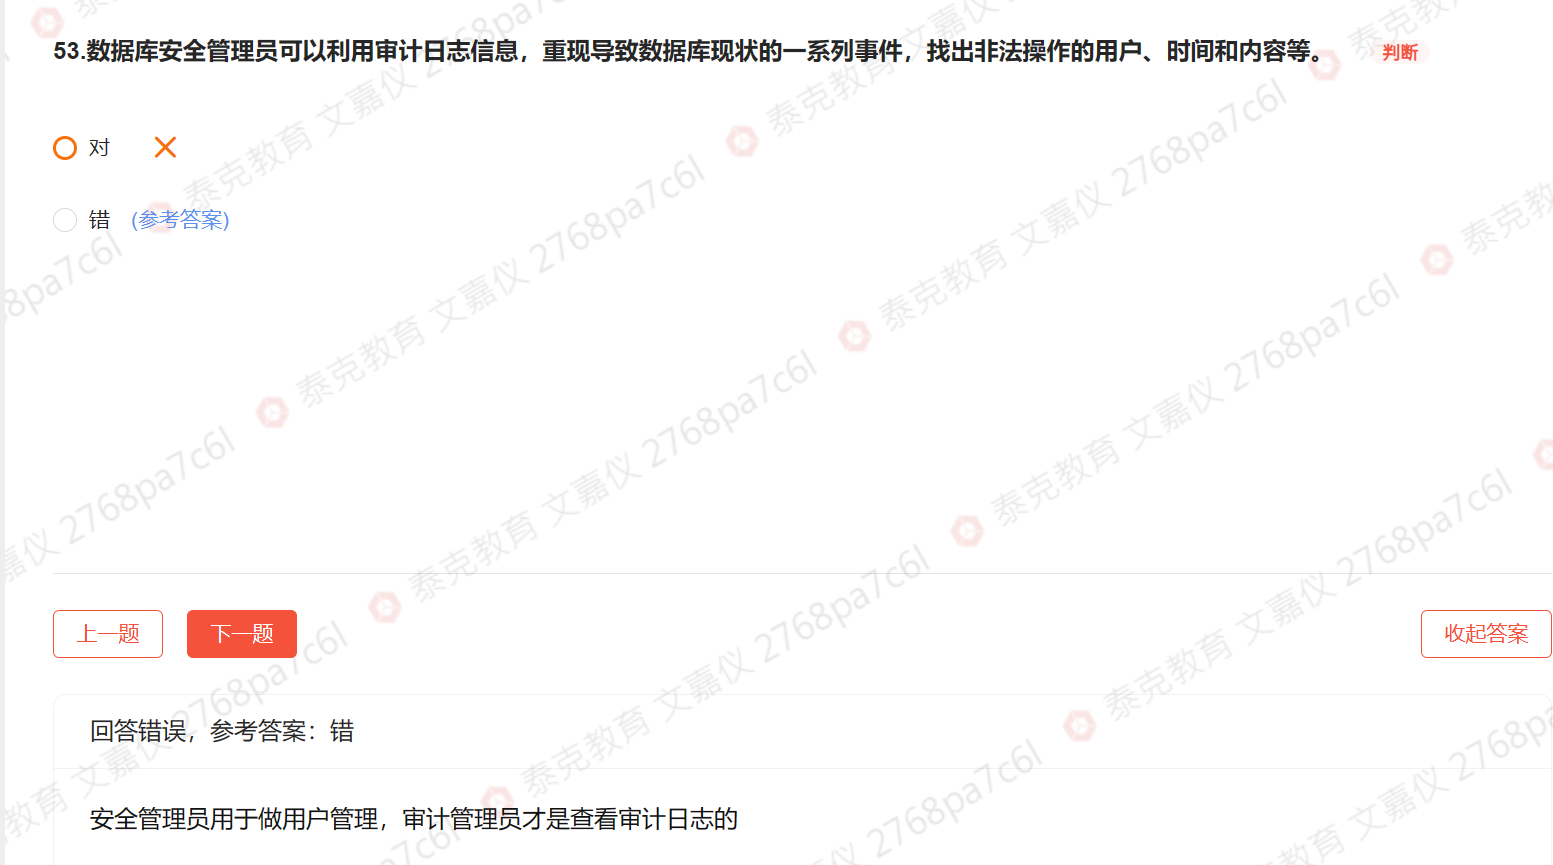 53.数据库安全管理员可以利用审计日志信息，重现导致数据库现状的一系列事件，找出非法操作的用户、时间和内容等。 判断
对
错 (参考答案)
上一题 下一题 收起答案
回答错误，参考答案：错
安全管理员用于做用户管理，审计管理员才是查看审计日志的
泰克教育 文嘉仪 2768pa7c6l